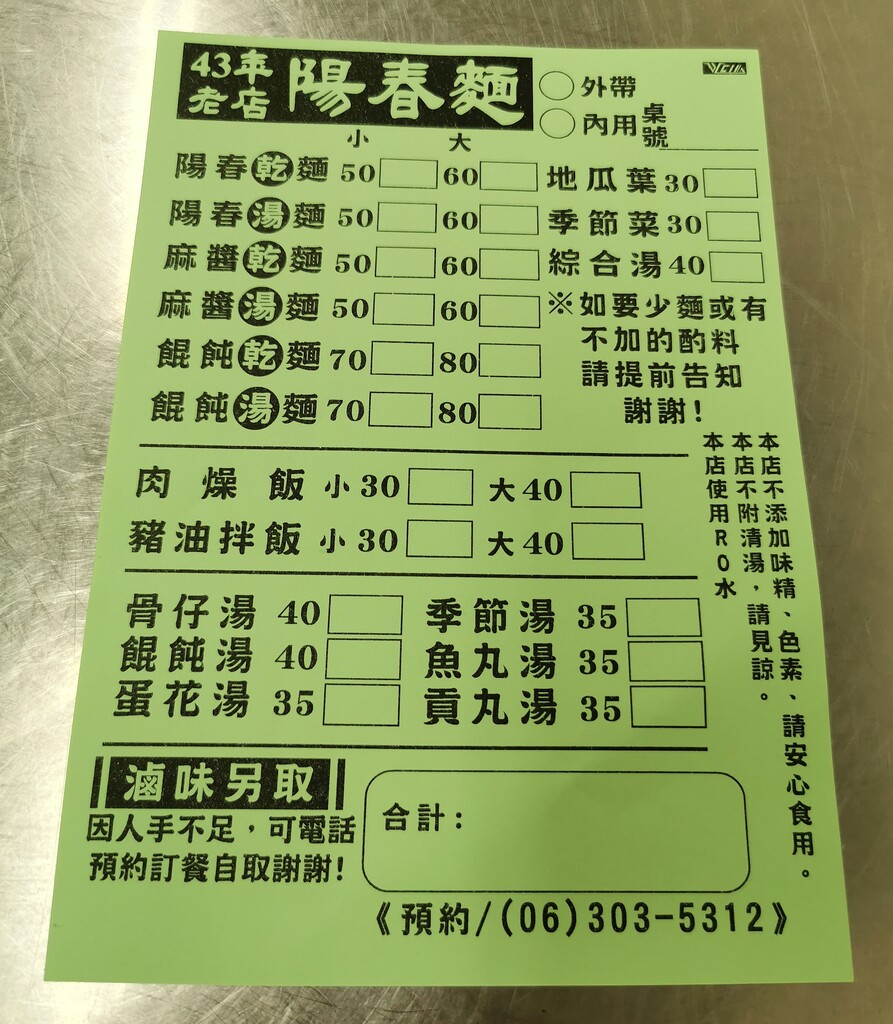 43年老店 陽春麵
外帶
內用 桌號
小 大
陽春乾麵 50 60
陽春湯麵 50 60
麻醬乾麵 50 60
麻醬湯麵 50 60
餛飩乾麵 70 80
餛飩湯麵 70 80
地瓜葉 30
季節菜 30
綜合湯 40
※如要少麵或有
不加的酌料
請提前告知
謝謝!
肉燥飯 小30 大40
豬油拌飯 小30 大40
本店不添加味精、色素、請安心食用。
本店不附清湯,請見諒。
本店使用RO水
骨仔湯 40 季節湯 35
餛飩湯 40 魚丸湯 35
蛋花湯 35 貢丸湯 35
滷味另取
因人手不足,可電話
預約訂餐自取謝謝!
合計:
《預約/(06)303-5312》